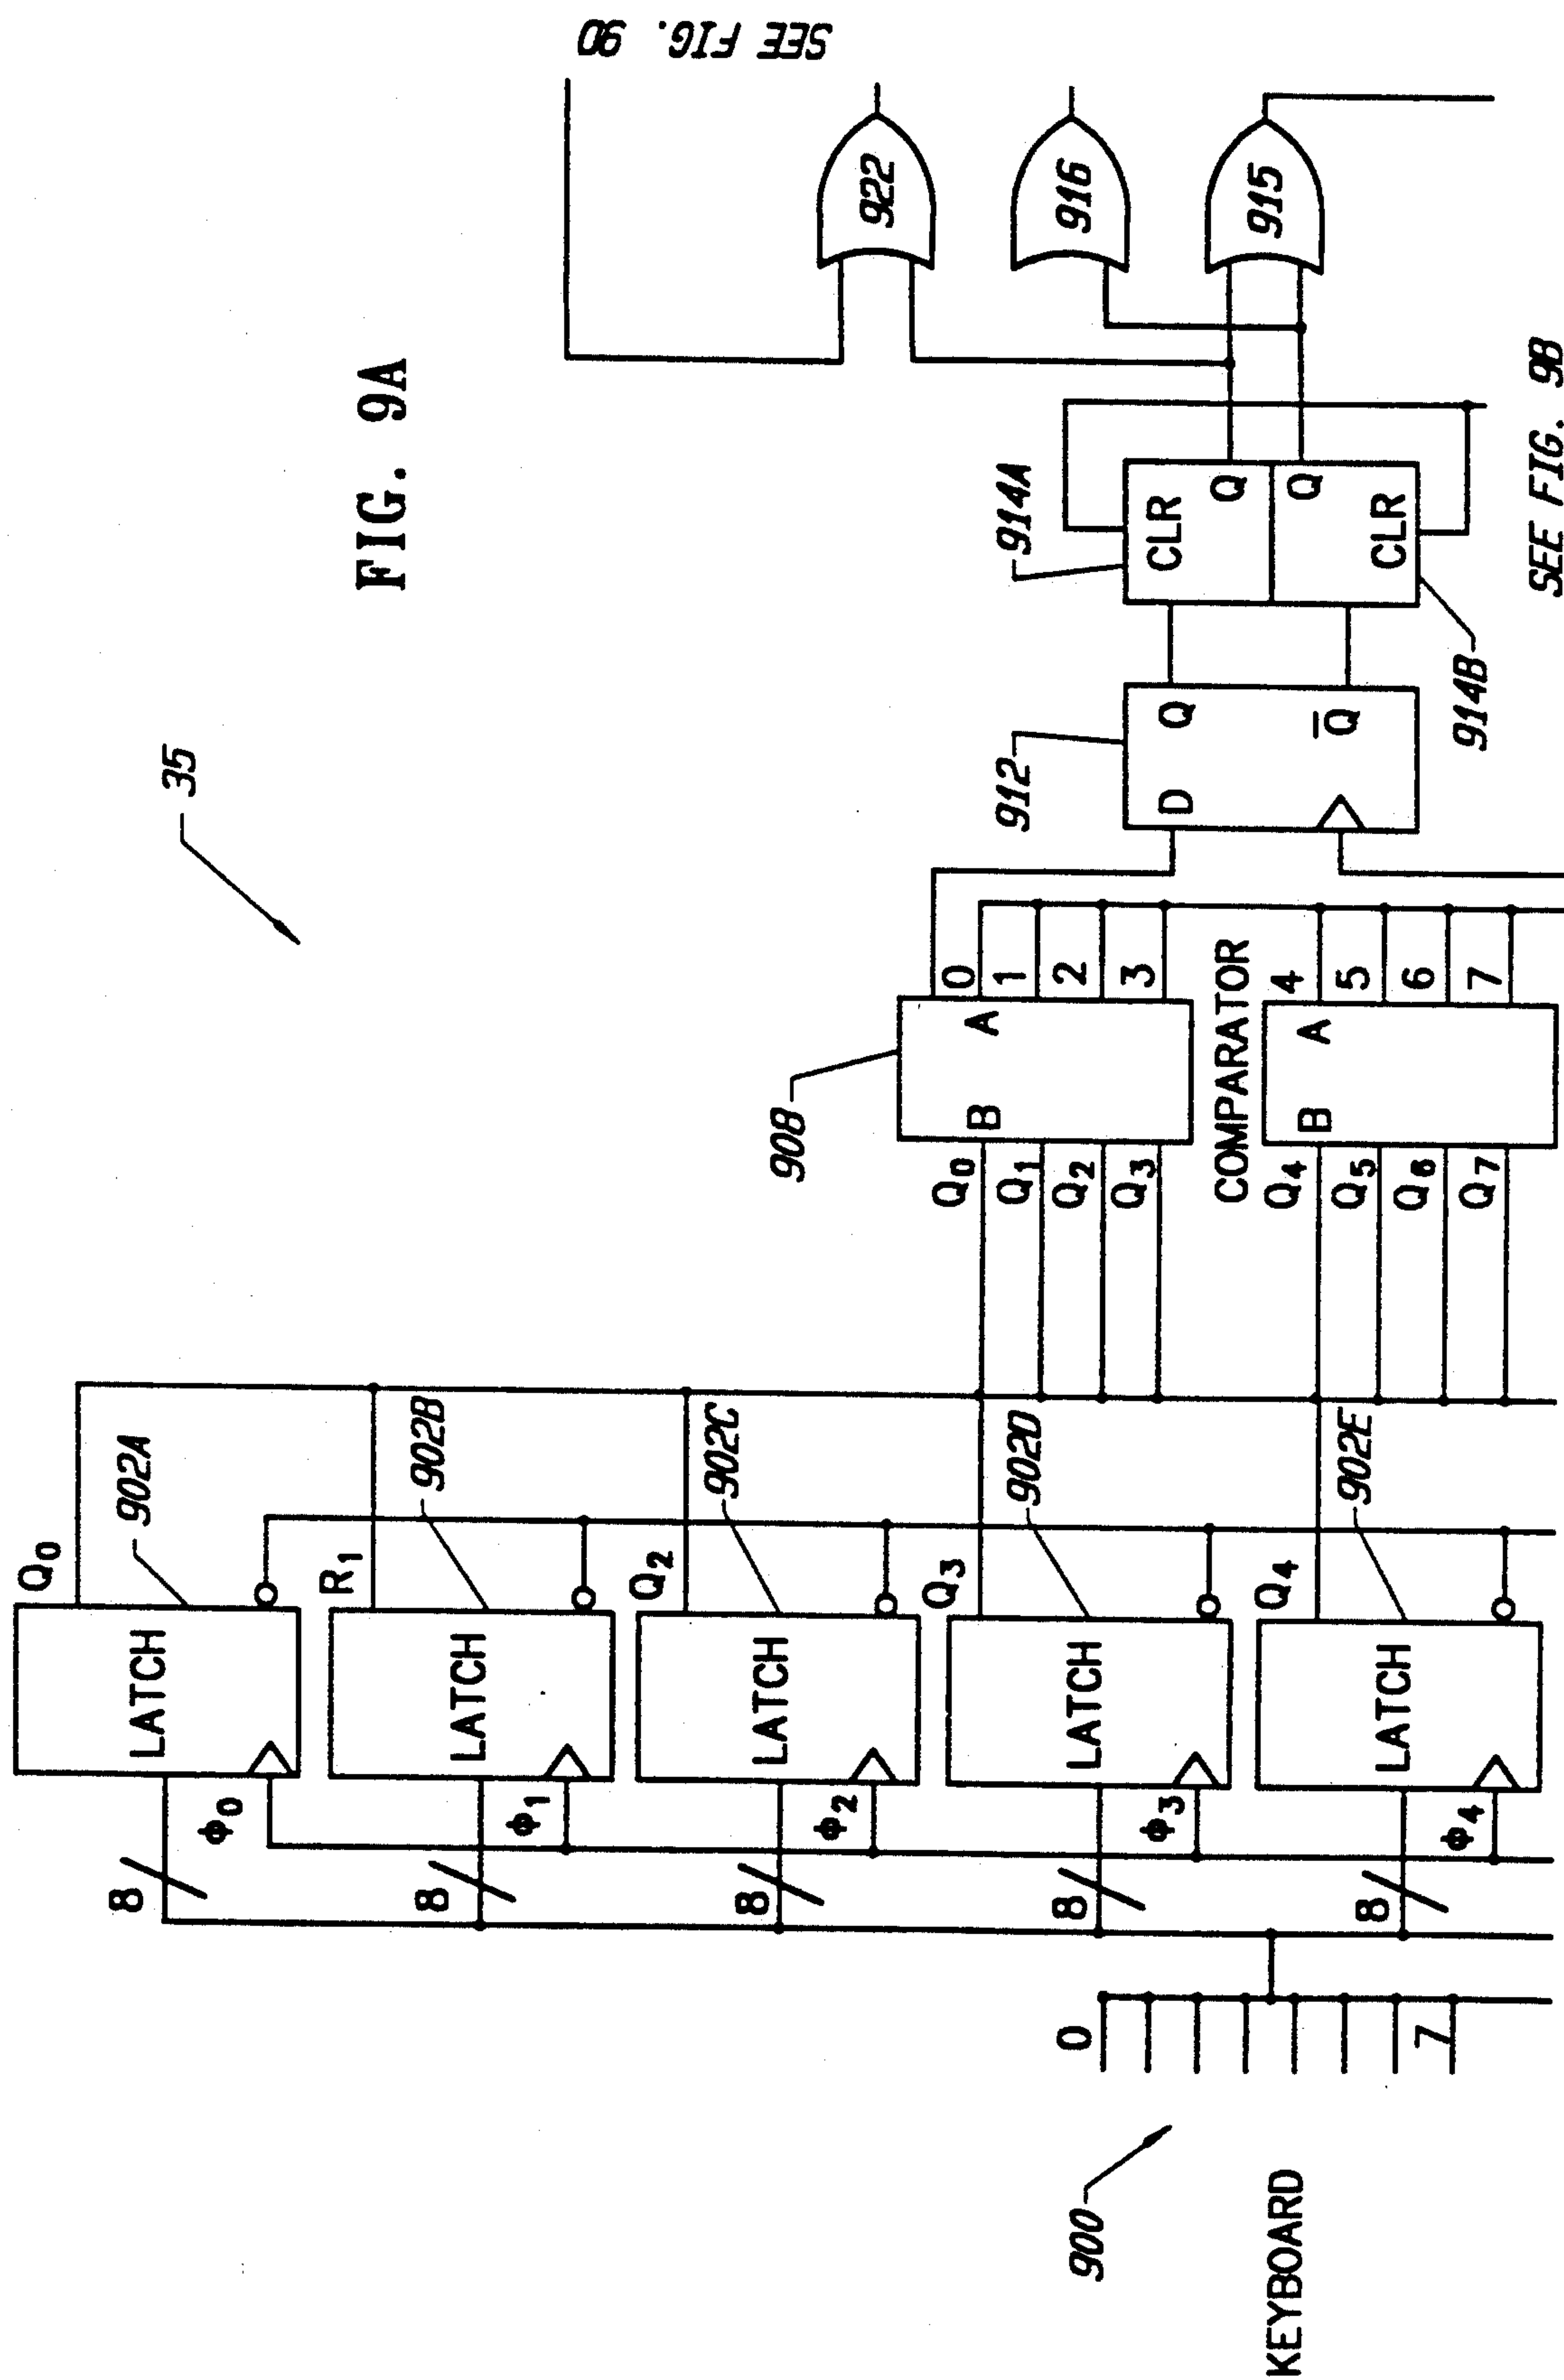 FIG. 9A
35
SEE FIG. 9D
Q0
902A
LATCH
Φ0
8
R1
902B
LATCH
Φ1
8
Q2
902C
LATCH
Φ2
8
Q3
902D
LATCH
Φ3
8
Q4
902E
LATCH
Φ4
8
900
0
7
KEYBOARD
908
Q0 B A 0
Q1 1
Q2 2
Q3 3
COMPARATOR
Q4 B A 4
Q5 5
Q6 6
Q7 7
912
D Q
Q̅
914A
CLR
Q
Q
CLR
914B
922
916
915
SEE FIG. 9B